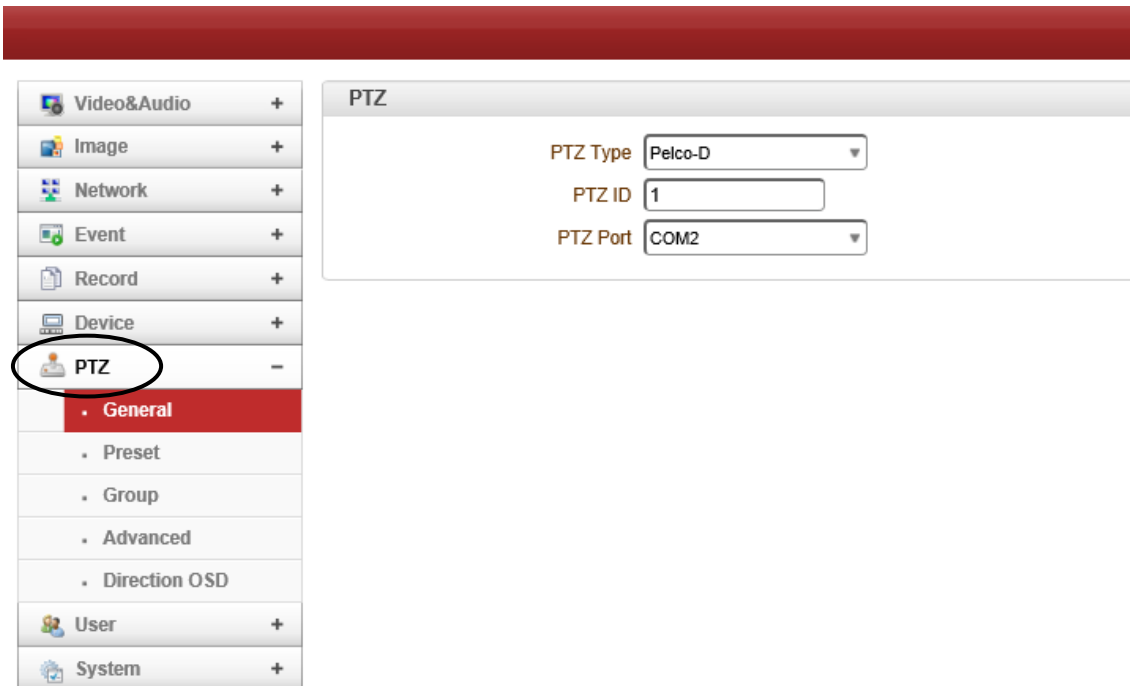 Video&Audio +
Image +
Network +
Event +
Record +
Device +
PTZ –
General
Preset
Group
Advanced
Direction OSD
User +
System +
PTZ
PTZ Type Pelco-D
PTZ ID 1
PTZ Port COM2